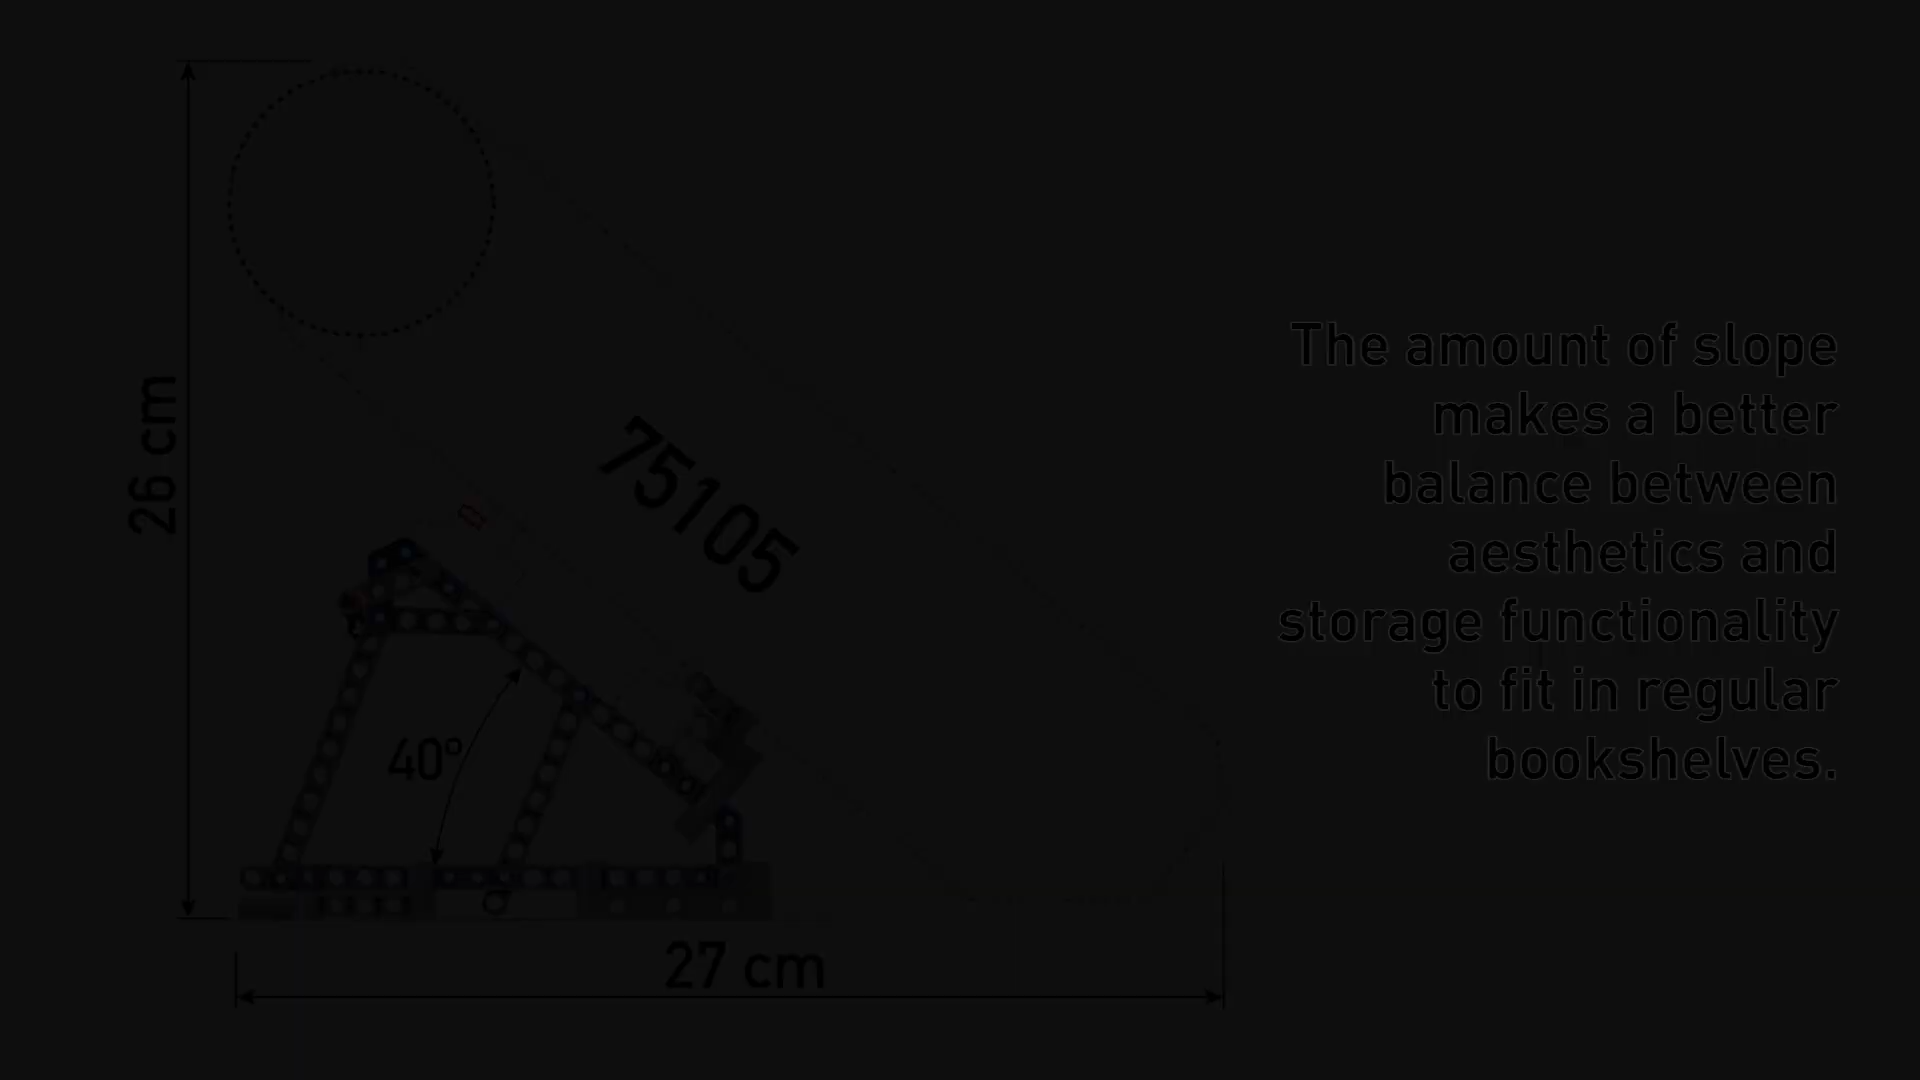 26 cm
75105
40º
27 cm
The amount of slope
makes a better
balance between
aesthetics and
storage functionality
to fit in regular
bookshelves.